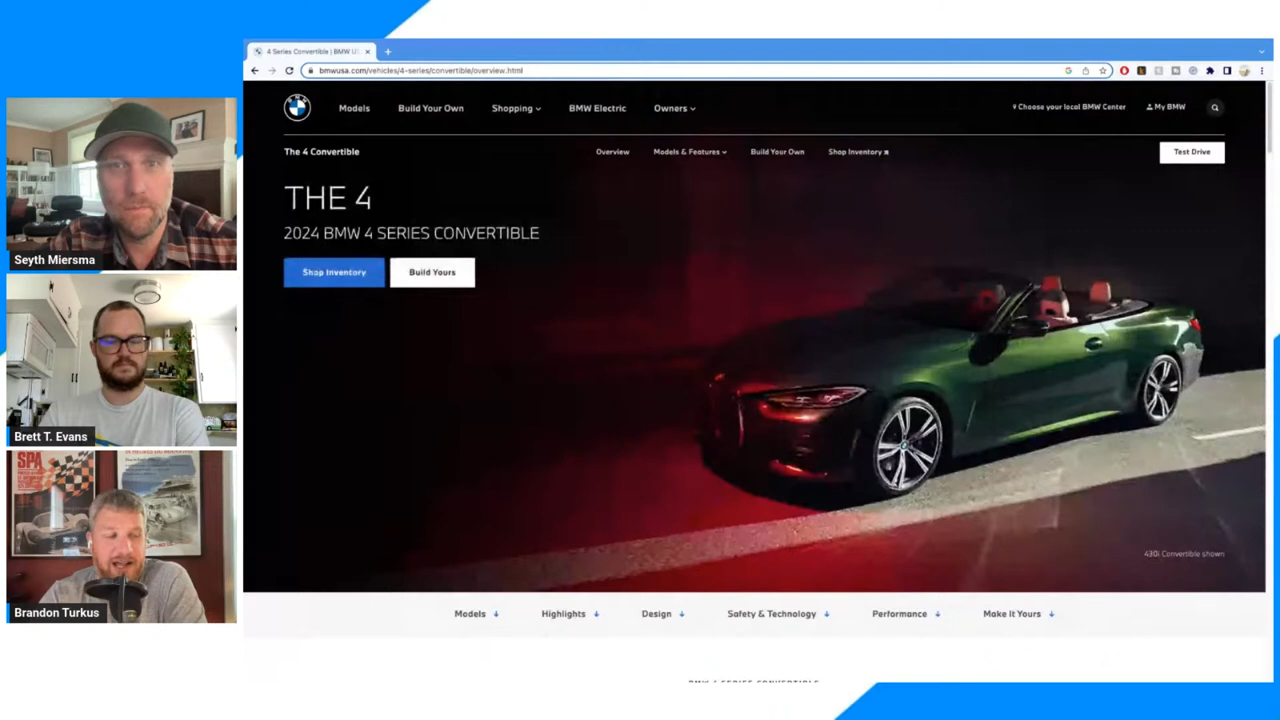 4 Series Convertible | BMW U
bmwusa.com/vehicles/4-series/convertible/overview.html
Models
Build Your Own
Shopping
BMW Electric
Owners
Choose your local BMW Center
My BMW
The 4 Convertible
Overview
Models & Features
Build Your Own
Shop Inventory
Test Drive
THE 4
2024 BMW 4 SERIES CONVERTIBLE
Shop Inventory
Build Yours
430i Convertible shown
Models
Highlights
Design
Safety & Technology
Performance
Make It Yours
BMW 4 SERIES CONVERTIBLE
Seyth Miersma
Brett T. Evans
SPA
Brandon Turkus